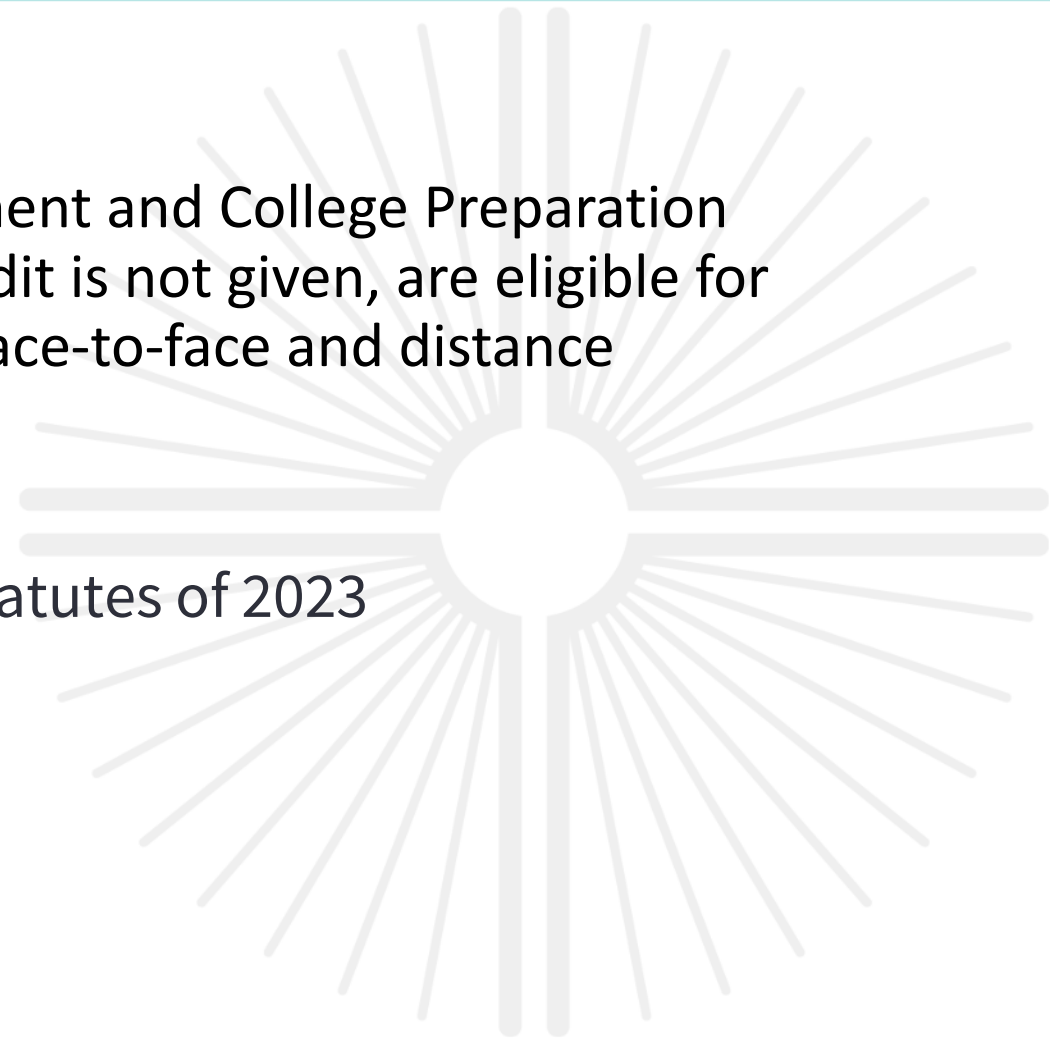 ent and College Preparation
dit is not given, are eligible for
ace-to-face and distance
atutes of 2023